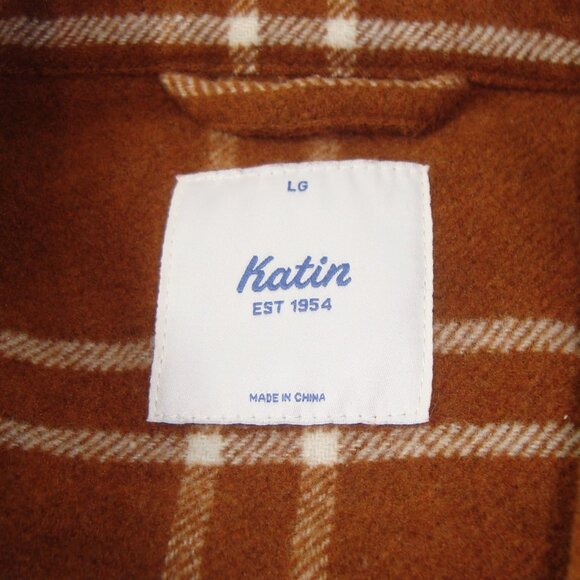 LG
Katin
EST 1954
MADE IN CHINA